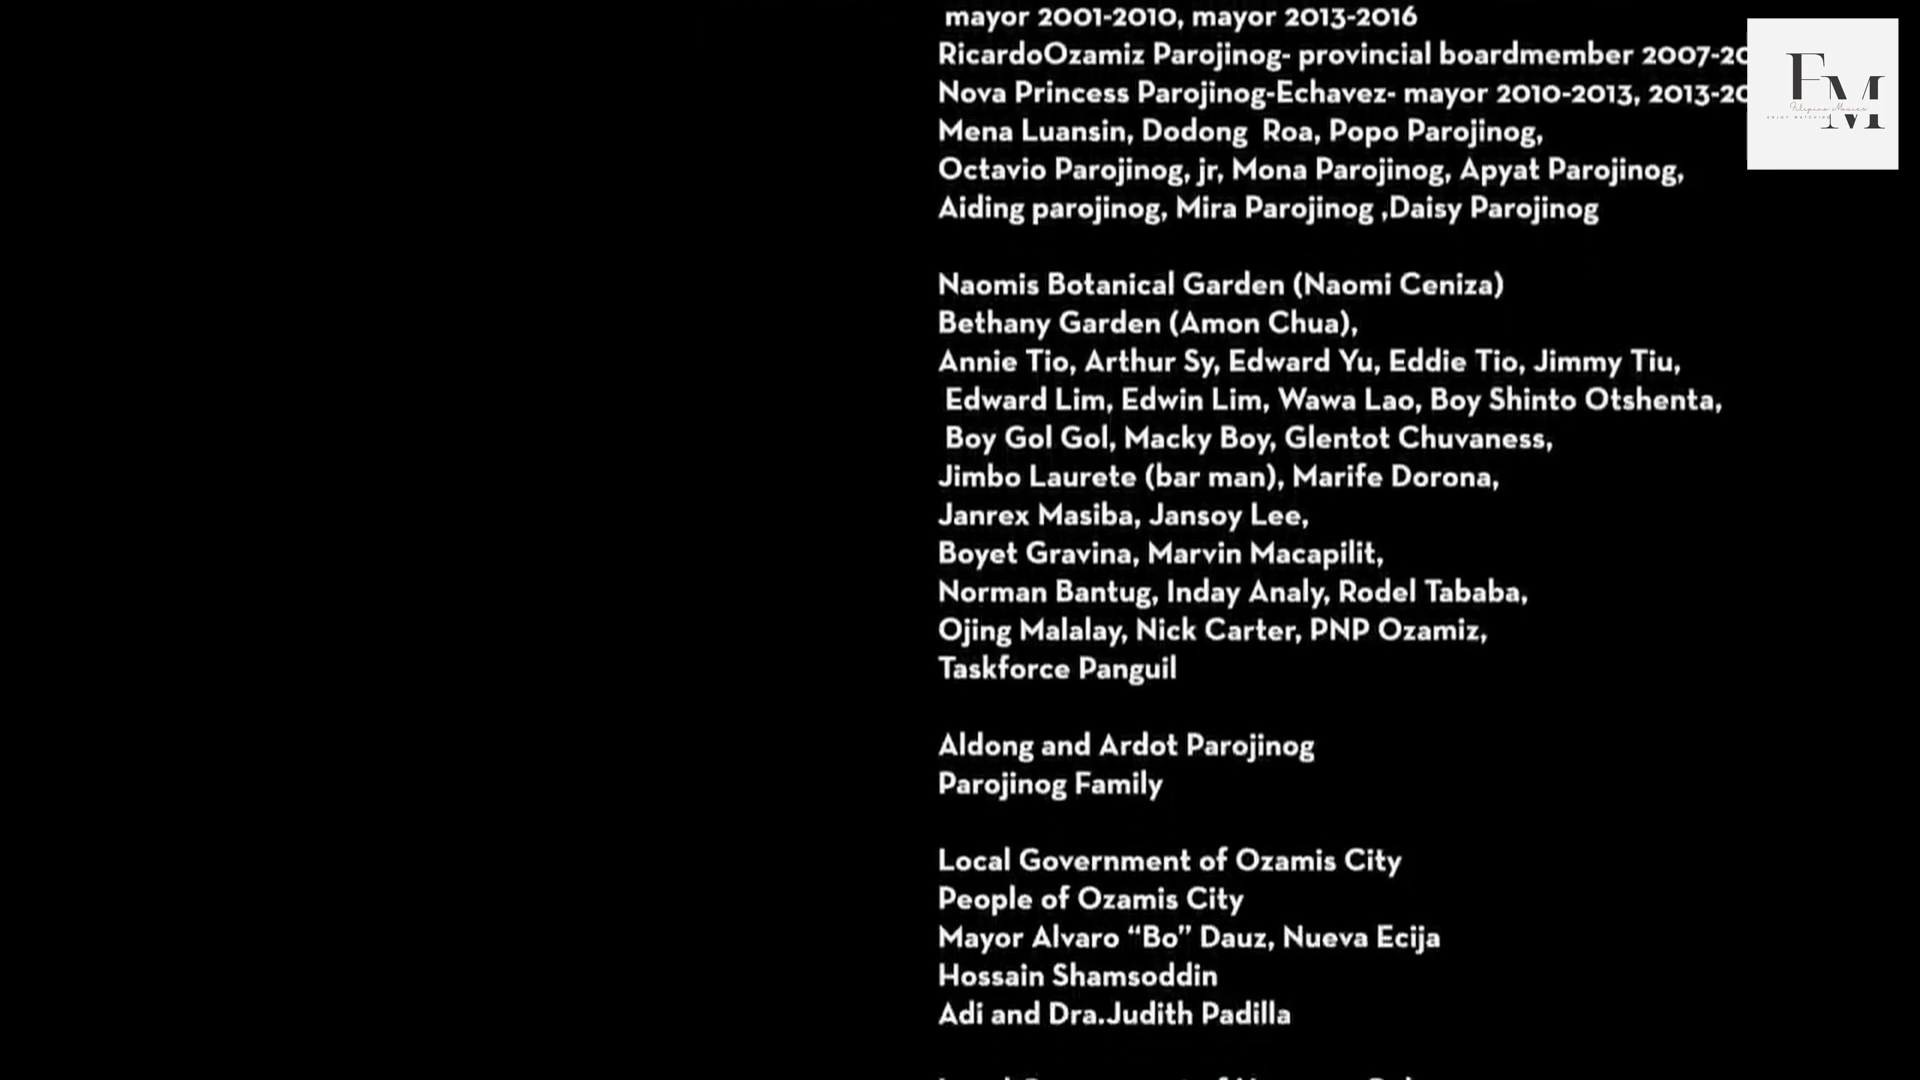 mayor 2001-2010, mayor 2013-2016
RicardoOzamiz Parojinog- provincial boardmember 2007-20
Nova Princess Parojinog-Echavez- mayor 2010-2013, 2013-20
Mena Luansin, Dodong Roa, Popo Parojinog,
Octavio Parojinog, jr, Mona Parojinog, Apyat Parojinog,
Aiding parojinog, Mira Parojinog ,Daisy Parojinog
Naomis Botanical Garden (Naomi Ceniza)
Bethany Garden (Amon Chua),
Annie Tio, Arthur Sy, Edward Yu, Eddie Tio, Jimmy Tiu,
Edward Lim, Edwin Lim, Wawa Lao, Boy Shinto Otshenta,
Boy Gol Gol, Macky Boy, Glentot Chuvaness,
Jimbo Laurete (bar man), Marife Dorona,
Janrex Masiba, Jansoy Lee,
Boyet Gravina, Marvin Macapilit,
Norman Bantug, Inday Analy, Rodel Tababa,
Ojing Malalay, Nick Carter, PNP Ozamiz,
Taskforce Panguil
Aldong and Ardot Parojinog
Parojinog Family
Local Government of Ozamis City
People of Ozamis City
Mayor Alvaro “Bo” Dauz, Nueva Ecija
Hossain Shamsoddin
Adi and Dra.Judith Padilla
FM
Filipino Movies
ENJOY WATCHING